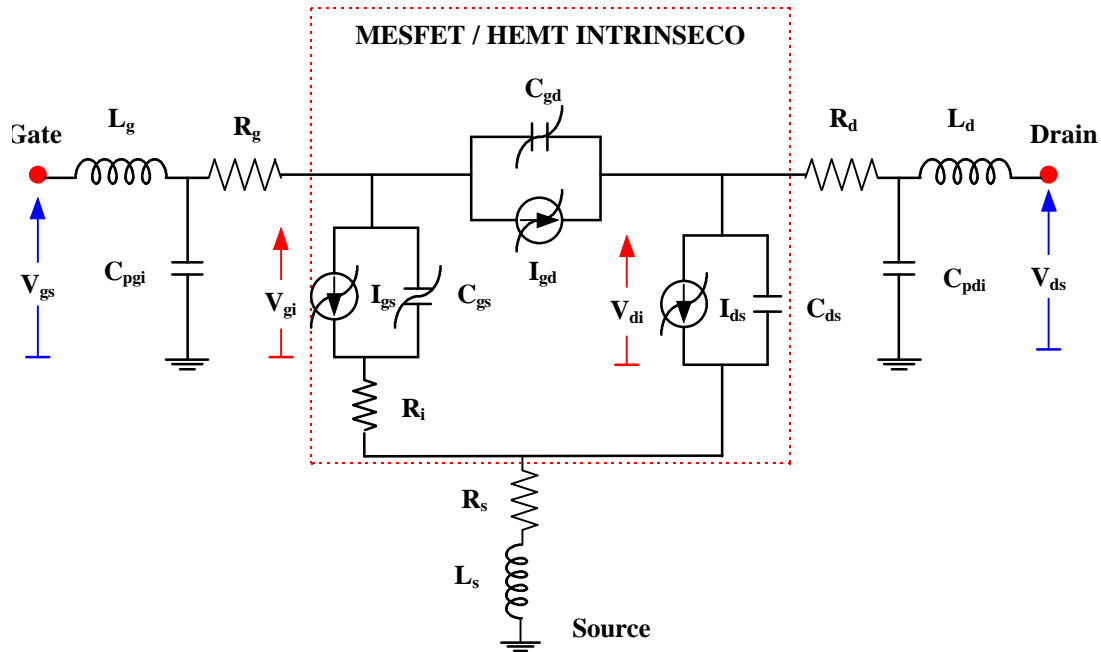 MESFET / HEMT INTRINSECO
Cgd
Lg
Rg
Rd
Ld
Gate
Drain
Igd
Vgs
Cpgi
Vgi
Igs
Cgs
Vdi
Ids
Cds
Cpdi
Vds
Ri
Rs
Ls
Source